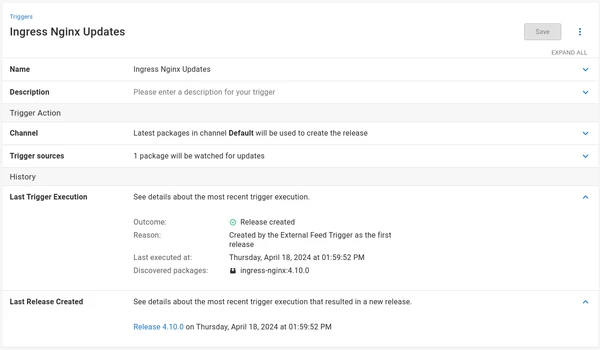 Triggers
Ingress Nginx Updates
Save
EXPAND ALL
Name Ingress Nginx Updates
Description Please enter a description for your trigger
Trigger Action
Channel Latest packages in channel Default will be used to create the release
Trigger sources 1 package will be watched for updates
History
Last Trigger Execution See details about the most recent trigger execution.
Outcome: Release created
Reason: Created by the External Feed Trigger as the first
release
Last executed at: Thursday, April 18, 2024 at 01:59:52 PM
Discovered packages: ingress-nginx:4.10.0
Last Release Created See details about the most recent trigger execution that resulted in a new release.
Release 4.10.0 on Thursday, April 18, 2024 at 01:59:52 PM